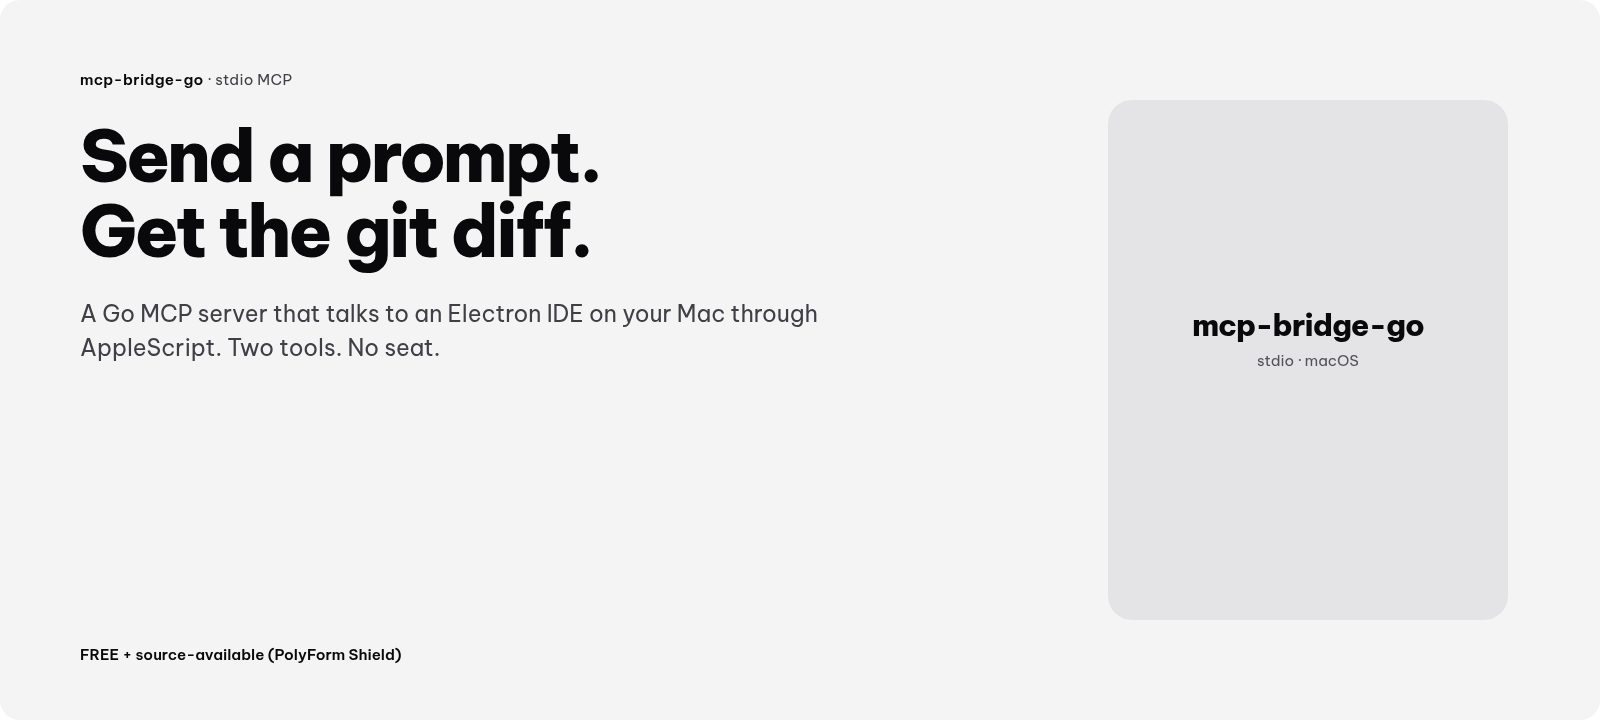 mcp-bridge-go · stdio MCP
Send a prompt.
Get the git diff.
A Go MCP server that talks to an Electron IDE on your Mac through
AppleScript. Two tools. No seat.
mcp-bridge-go
stdio · macOS
FREE + source-available (PolyForm Shield)